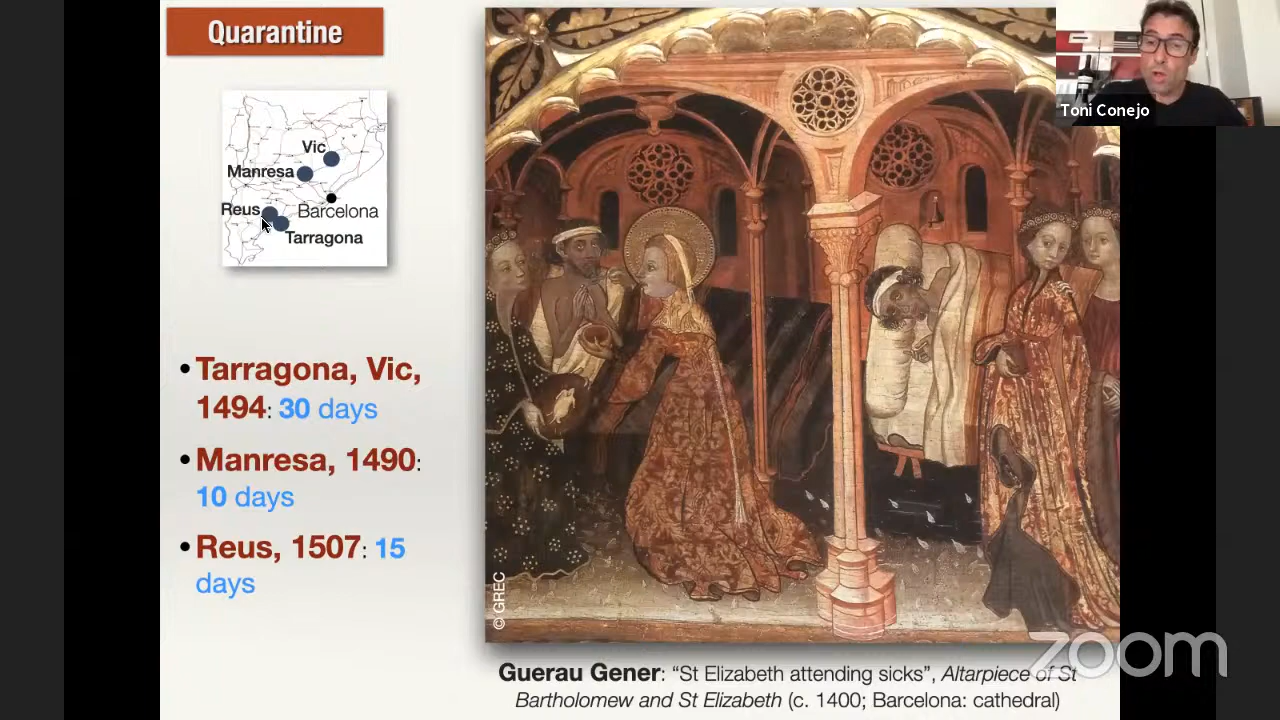 Quarantine
Toni Conejo
Vic
Manresa
Reus
Barcelona
Tarragona
• Tarragona, Vic,
1494: 30 days
• Manresa, 1490:
10 days
• Reus, 1507: 15
days
© GREC
zoom
Guerau Gener: “St Elizabeth attending sicks”, Altarpiece of St
Bartholomew and St Elizabeth (c. 1400; Barcelona: cathedral)